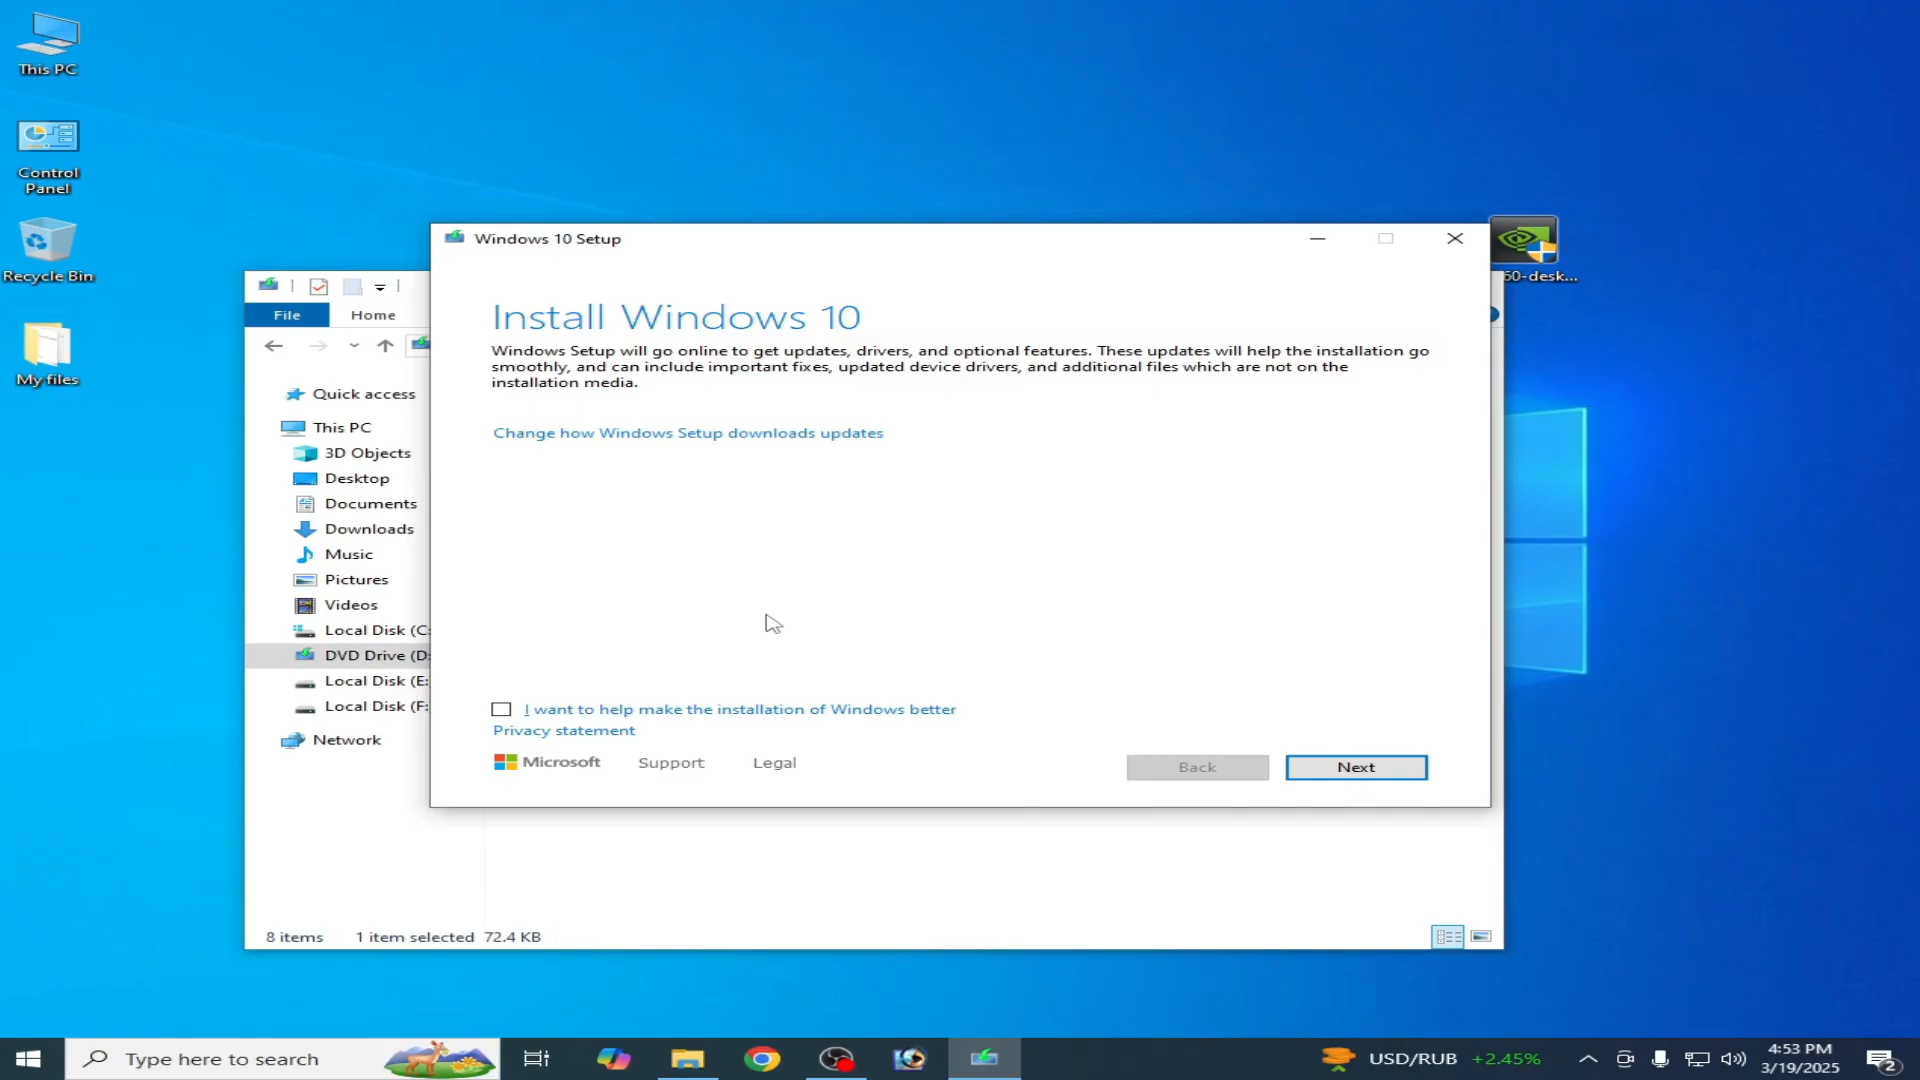 This PC
Control
Panel
Recycle Bin
My files
60-desk...
File
Home
Quick access
This PC
3D Objects
Desktop
Documents
Downloads
Music
Pictures
Videos
Local Disk (C:
DVD Drive (D:
Local Disk (E:
Local Disk (F:
Network
8 items
1 item selected
72.4 KB
Windows 10 Setup
Install Windows 10
Windows Setup will go online to get updates, drivers, and optional features. These updates will help the installation go
smoothly, and can include important fixes, updated device drivers, and additional files which are not on the
installation media.
Change how Windows Setup downloads updates
I want to help make the installation of Windows better
Privacy statement
Microsoft
Support
Legal
Back
Next
Type here to search
USD/RUB +2.45%
4:53 PM
3/19/2025
2